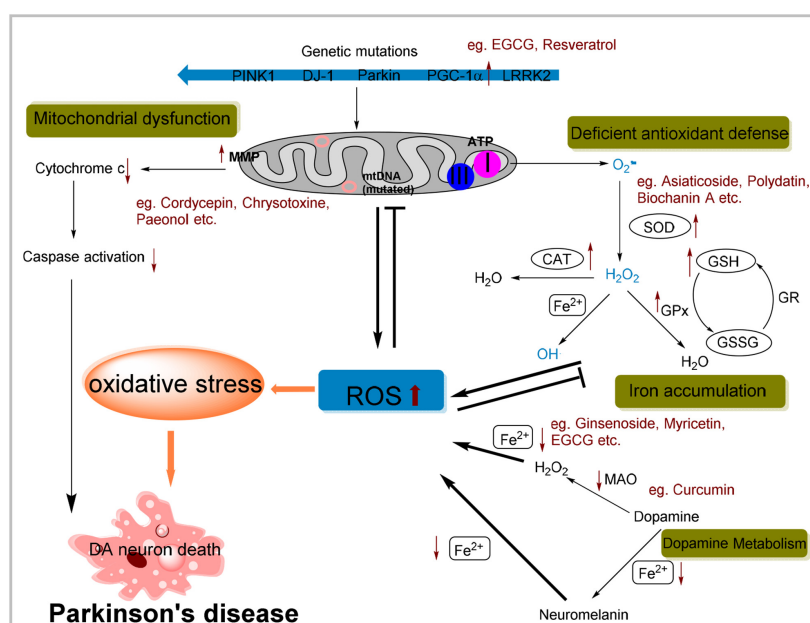 Genetic mutations
eg. EGCG, Resveratrol
PINK1 DJ-1 Parkin PGC-1α LRRK2
Mitochondrial dysfunction
Deficient antioxidant defense
ATP
MMP
III
I
mtDNA
(mutated)
Cytochrome c
O₂•⁻
eg. Cordycepin, Chrysotoxine,
Paeonol etc.
eg. Asiaticoside, Polydatin,
Biochanin A etc.
SOD
Caspase activation
CAT
GSH
H₂O
H₂O₂
Fe²⁺
GPx
GR
GSSG
OH
H₂O
oxidative stress
ROS
Iron accumulation
eg. Ginsenoside, Myricetin,
EGCG etc.
Fe²⁺
H₂O₂
MAO
eg. Curcumin
Dopamine
Dopamine Metabolism
Fe²⁺
Fe²⁺
DA neuron death
Neuromelanin
Parkinson's disease